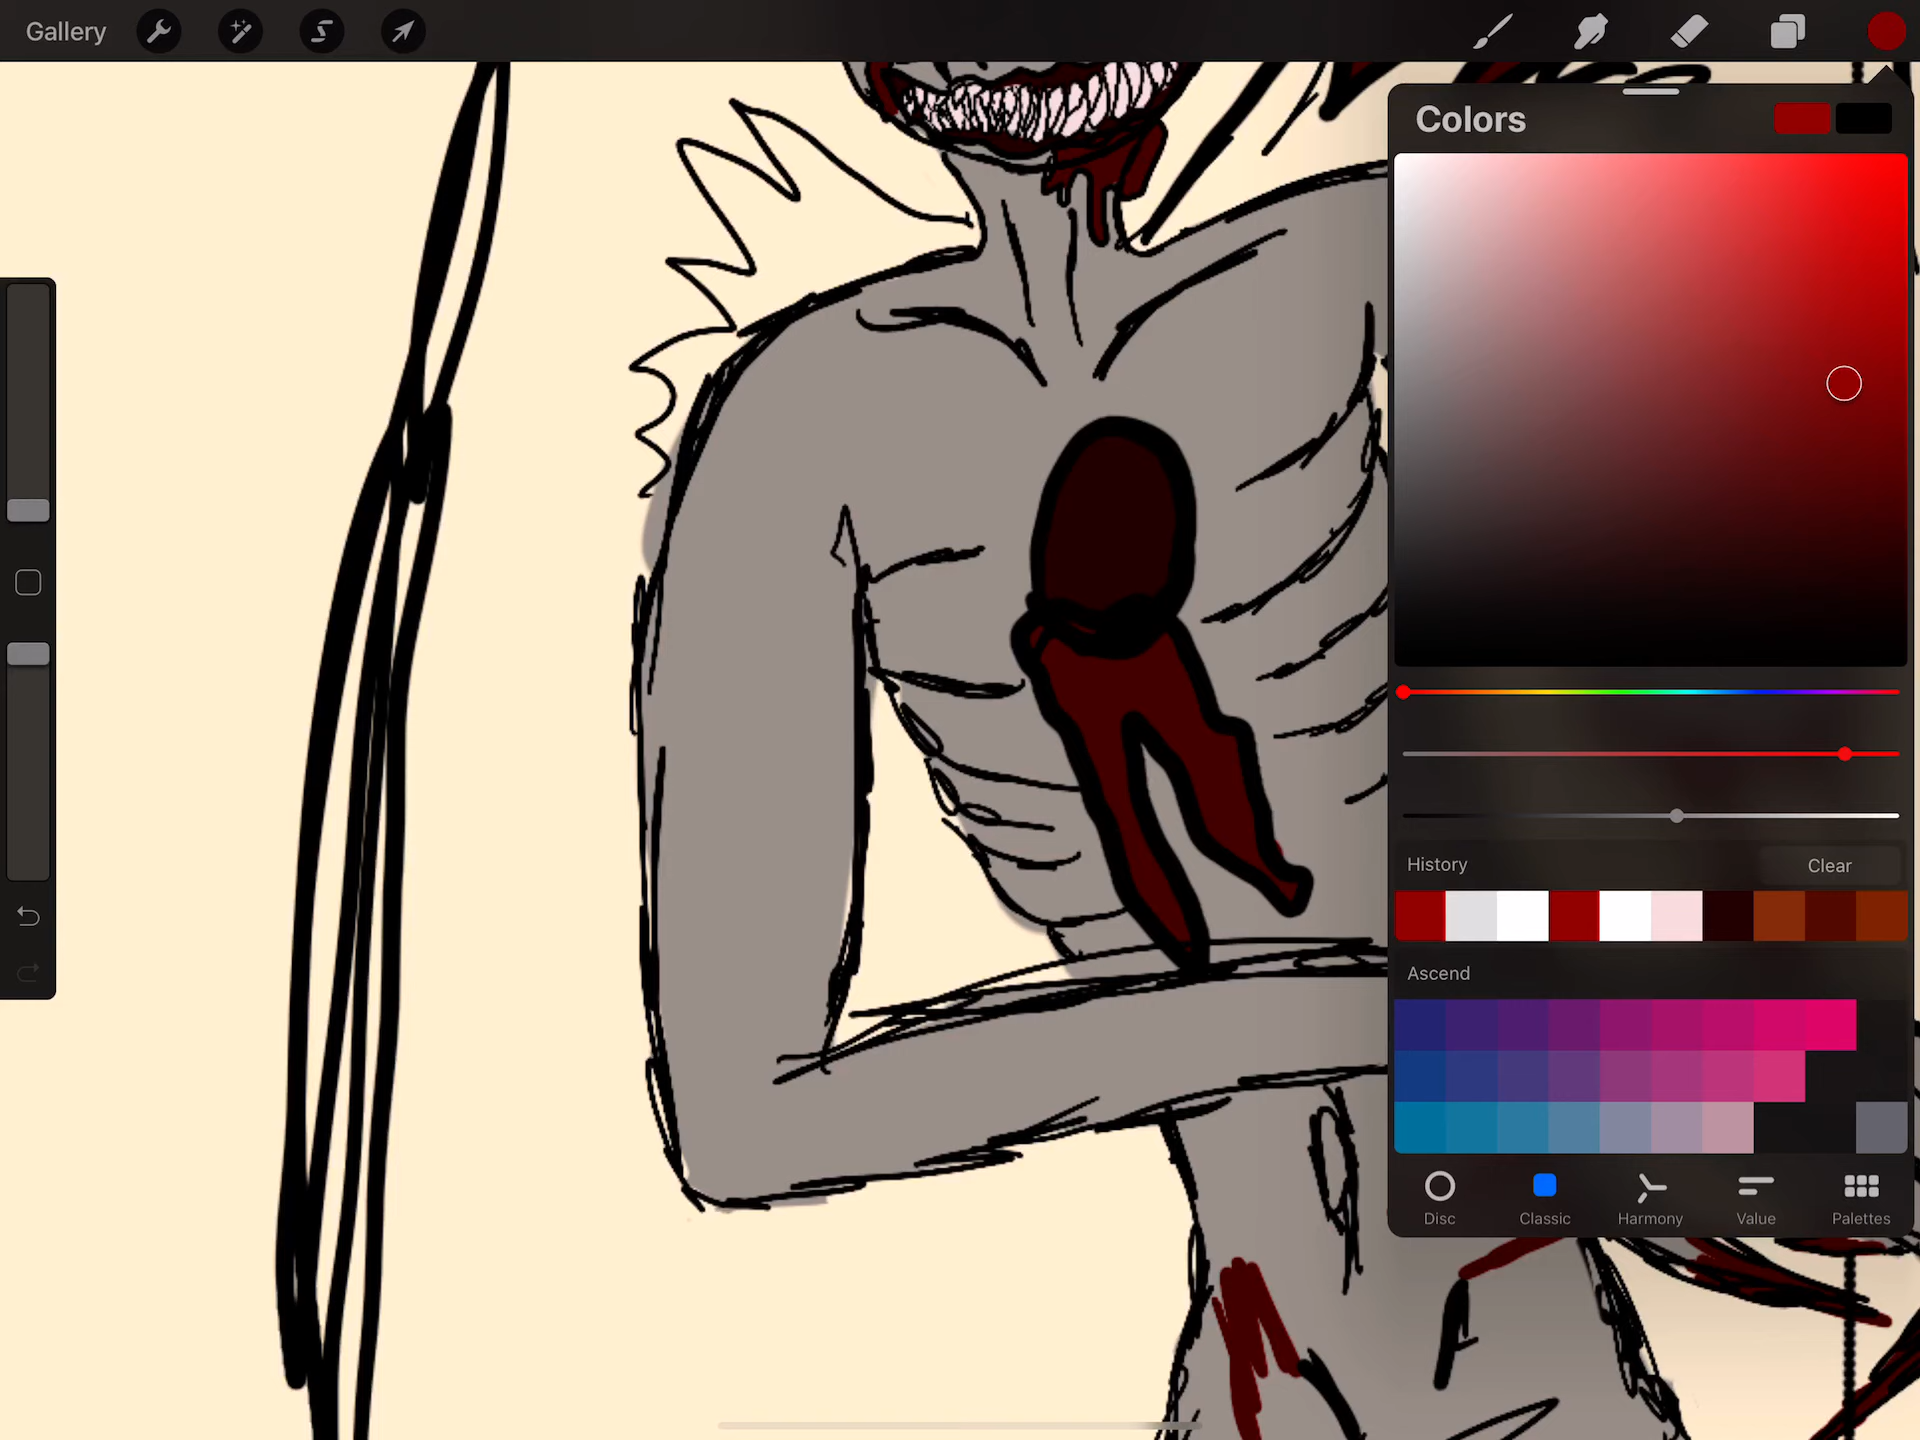 Gallery
Colors
History
Clear
Ascend
Disc
Classic
Harmony
Value
Palettes